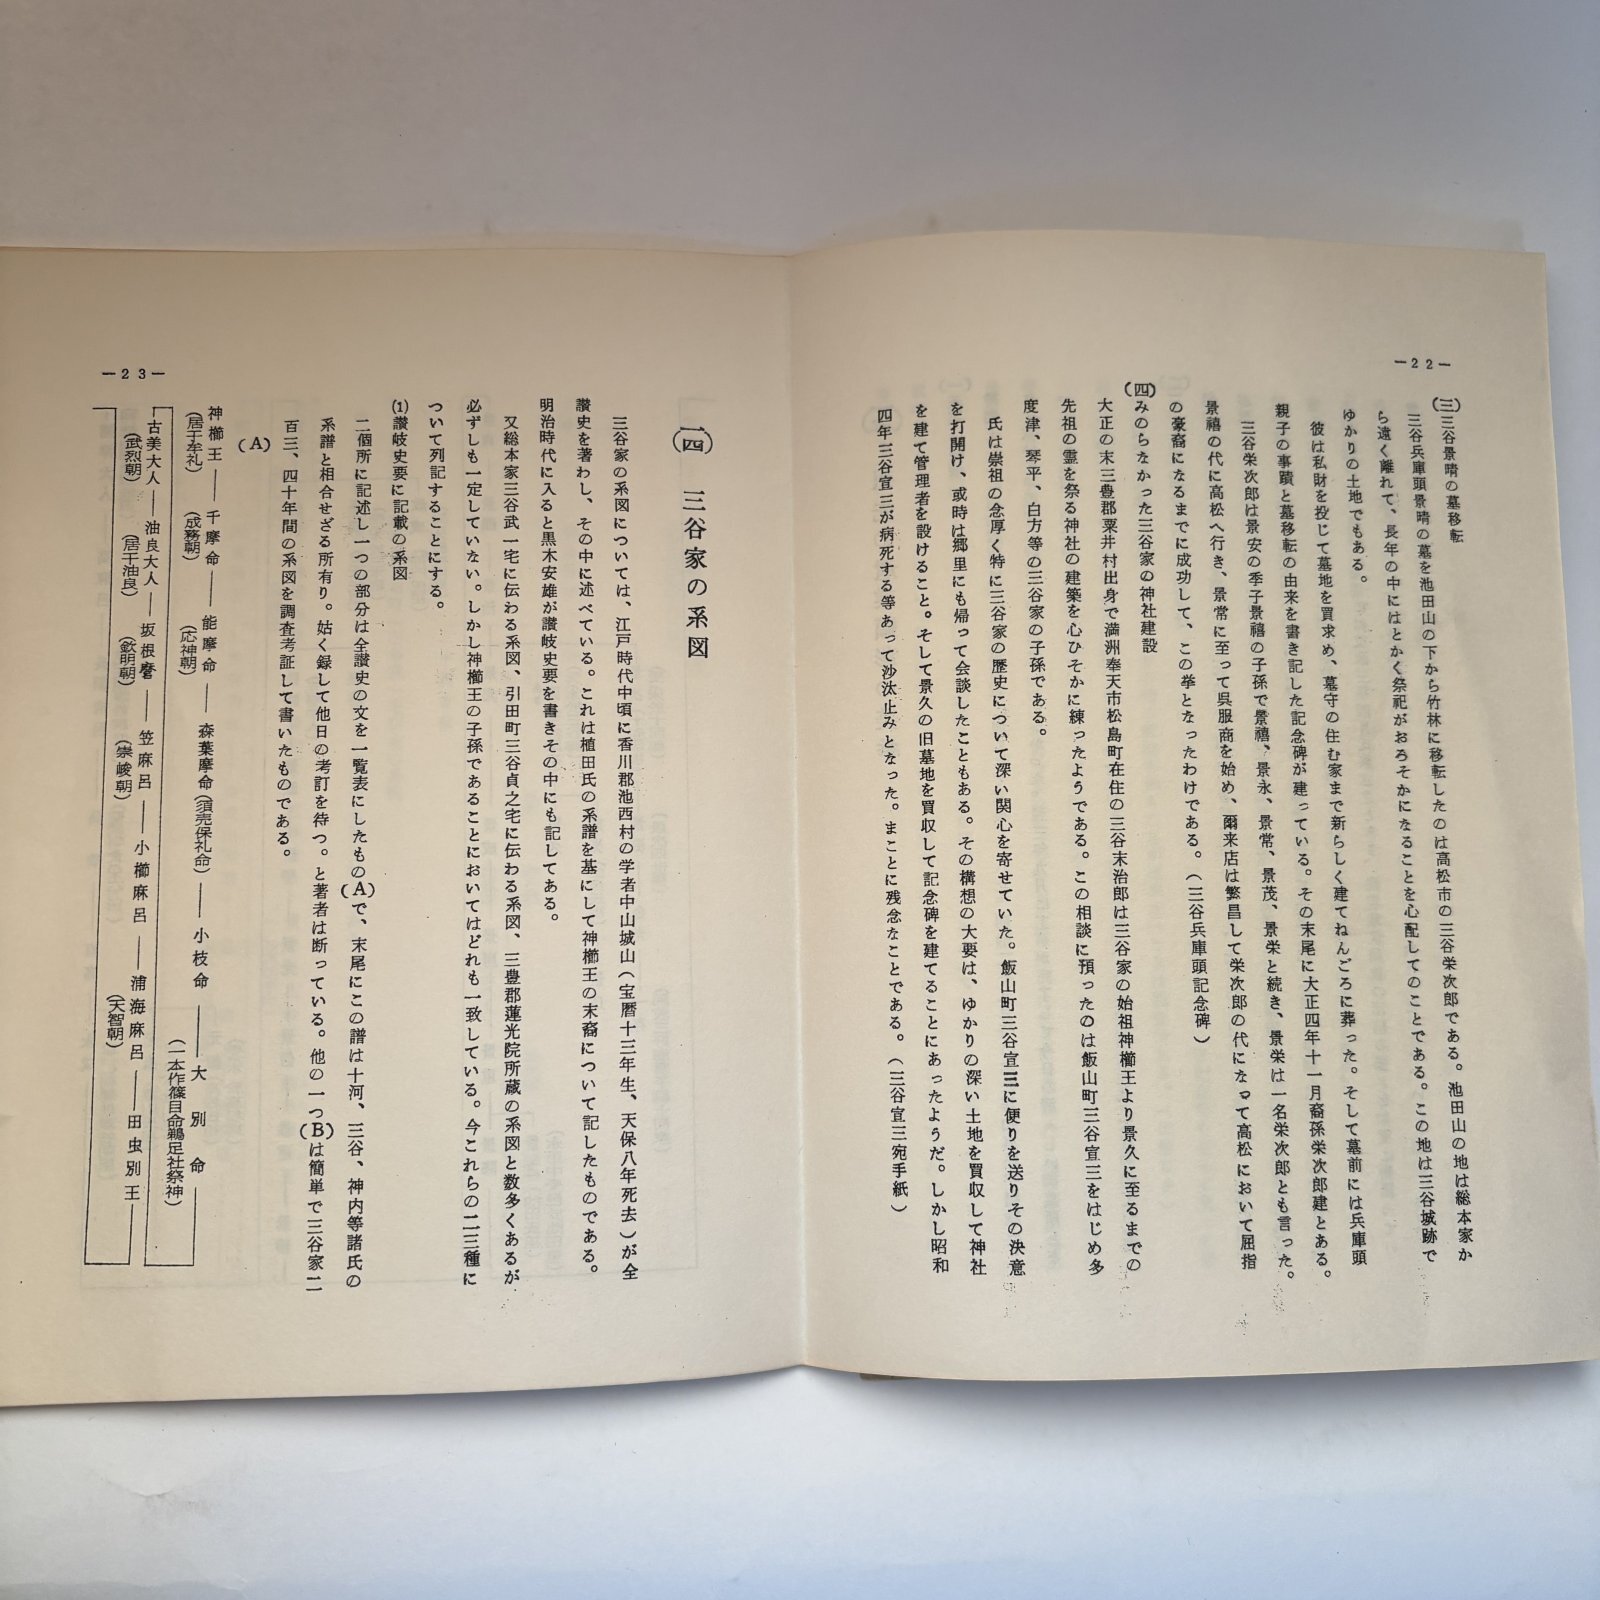 —22—
(三)三谷景晴の墓移転
三谷兵庫頭景晴の墓を池田山の下から竹林に移転したのは高松市の三谷栄次郎である。池田山の地は総本家か
ら遠く離れて、長年の中にはとかく祭祀がおろそかになることを心配してのことである。この地は三谷城跡で
ゆかりの土地でもある。
彼は私財を投じて墓地を買求め、墓守の住む家まで新らしく建てねんごろに葬った。そして墓前には兵庫頭
親子の事蹟と墓移転の由来を書き記した記念碑が建っている。その末尾に大正四年十一月裔孫栄次郎建とある。
三谷栄次郎は景安の季子景禧の子孫で景禧、景永、景常、景茂、景栄と続き、景栄は一名栄次郎とも言った。
景禧の代に高松へ行き、景常に至って呉服商を始め、爾来店は繁昌して栄次郎の代になって高松において屈指
の豪商になるまでに成功して、この挙となったわけである。(三谷兵庫頭記念碑)
(四)みのらなかった三谷家の神社建設
大正の末三豊郡粟井村出身で満洲奉天市松島町在住の三谷末治郎は三谷家の始祖神櫛王より景久に至るまでの
先祖の霊を祭る神社の建築を心ひそかに練ったようである。この相談に預ったのは飯山町三谷宣三をはじめ多
度津、琴平、白方等の三谷家の子孫である。
氏は崇祖の念厚く特に三谷家の歴史について深い関心を寄せていた。飯山町三谷宣三に便りを送りその決意
を打開け、或時は郷里にも帰って会談したこともある。その構想の大要は、ゆかりの深い土地を買収して神社
を建て管理者を設けること。そして景久の旧墓地を買収して記念碑を建てることにあったようだ。しかし昭和
四年三谷宣三が病死する等あって沙汰止みとなった。まことに残念なことである。(三谷宣三宛手紙)
—23—
(一四) 三谷家の系図
三谷家の系図については、江戸時代中頃に香川郡池西村の学者中山城山(宝暦十三年生、天保八年死去)が全
讃史を著わし、その中に述べている。これは植田氏の系譜を基にして神櫛王の末裔について記したものである。
明治時代に入ると黒木安雄が讃岐史要を書きその中にも記してある。
又総本家三谷武一宅に伝わる系図、引田町三谷貞之宅に伝わる系図、三豊郡蓮光院所蔵の系図と数多くあるが
必ずしも一定していない。しかし神櫛王の子孫であることにおいてはどれも一致している。今これらの二三種に
ついて列記することにする。
(1)讃岐史要に記載の系図
二個所に記述し一つの部分は全讃史の文を一覧表にしたもの(A)で、末尾にこの譜は十河、三谷、神内等諸氏の
系譜と相合せざる所有り。姑く録して他日の考訂を待つ。と著者は断っている。他の一つ(B)は簡単で三谷家二
百三、四十年間の系図を調査考証して書いたものである。
(A)
神櫛王——千摩命——能摩命——森葉摩命(須売保礼命)——小枝命——大別命
(居于牟礼) (成務朝) (応神朝) (一本作篠目命鵜足社祭神)
古美大人——油良大人——坂根麿——笠麻呂——小櫛麻呂——浦海麻呂——田虫別王
(武烈朝) (居于油良) (欽明朝) (崇峻朝) (天智朝)